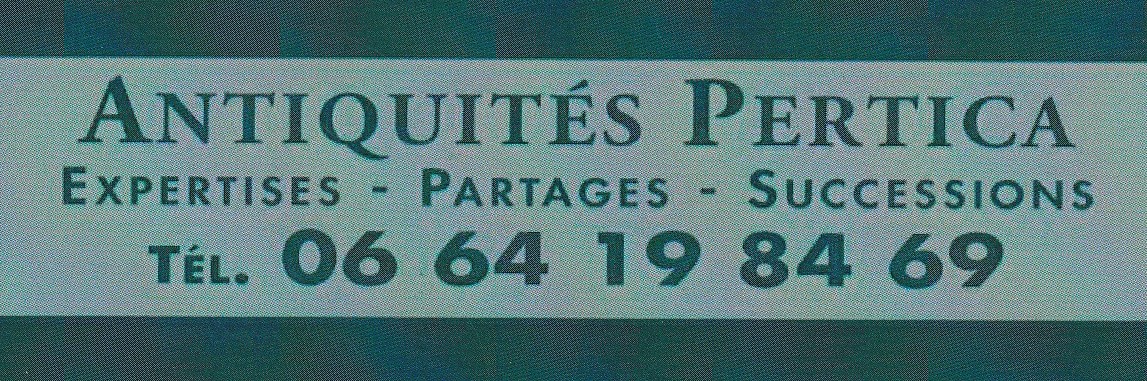 ANTIQUITÉS PERTICA
EXPERTISES - PARTAGES - SUCCESSIONS
TÉL. 06 64 19 84 69